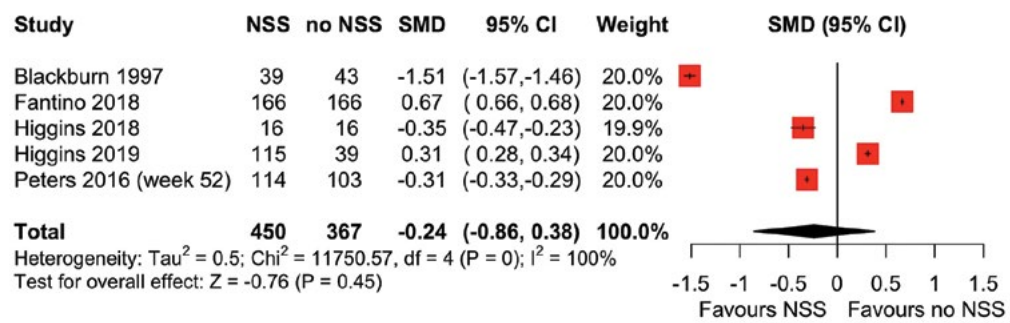 Study NSS no NSS SMD 95% CI Weight SMD (95% CI)
Blackburn 1997 39 43 -1.51 (-1.57,-1.46) 20.0%
Fantino 2018 166 166 0.67 ( 0.66, 0.68) 20.0%
Higgins 2018 16 16 -0.35 (-0.47,-0.23) 19.9%
Higgins 2019 115 39 0.31 ( 0.28, 0.34) 20.0%
Peters 2016 (week 52) 114 103 -0.31 (-0.33,-0.29) 20.0%
Total 450 367 -0.24 (-0.86, 0.38) 100.0%
Heterogeneity: Tau² = 0.5; Chi² = 11750.57, df = 4 (P = 0); I² = 100%
Test for overall effect: Z = -0.76 (P = 0.45)
-1.5 -1 -0.5 0 0.5 1 1.5
Favours NSS Favours no NSS